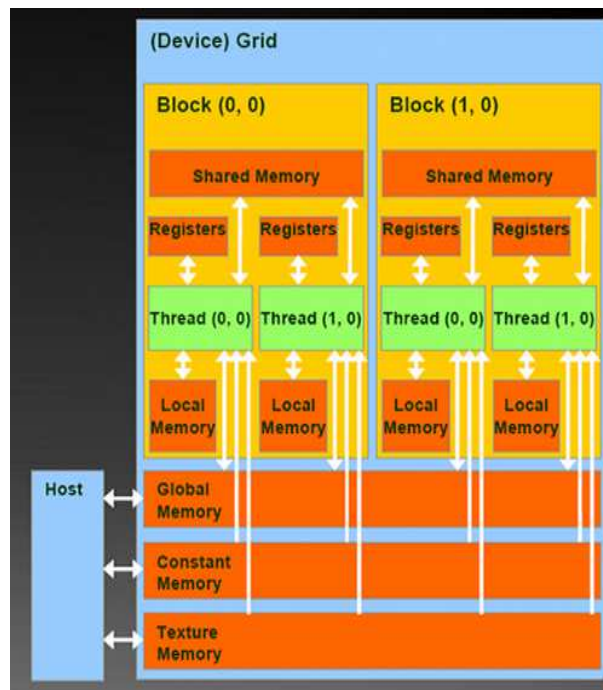 (Device) Grid
Block (0, 0)
Block (1, 0)
Shared Memory
Shared Memory
Registers
Registers
Registers
Registers
Thread (0, 0)
Thread (1, 0)
Thread (0, 0)
Thread (1, 0)
Local
Memory
Local
Memory
Local
Memory
Local
Memory
Host
Global
Memory
Constant
Memory
Texture
Memory